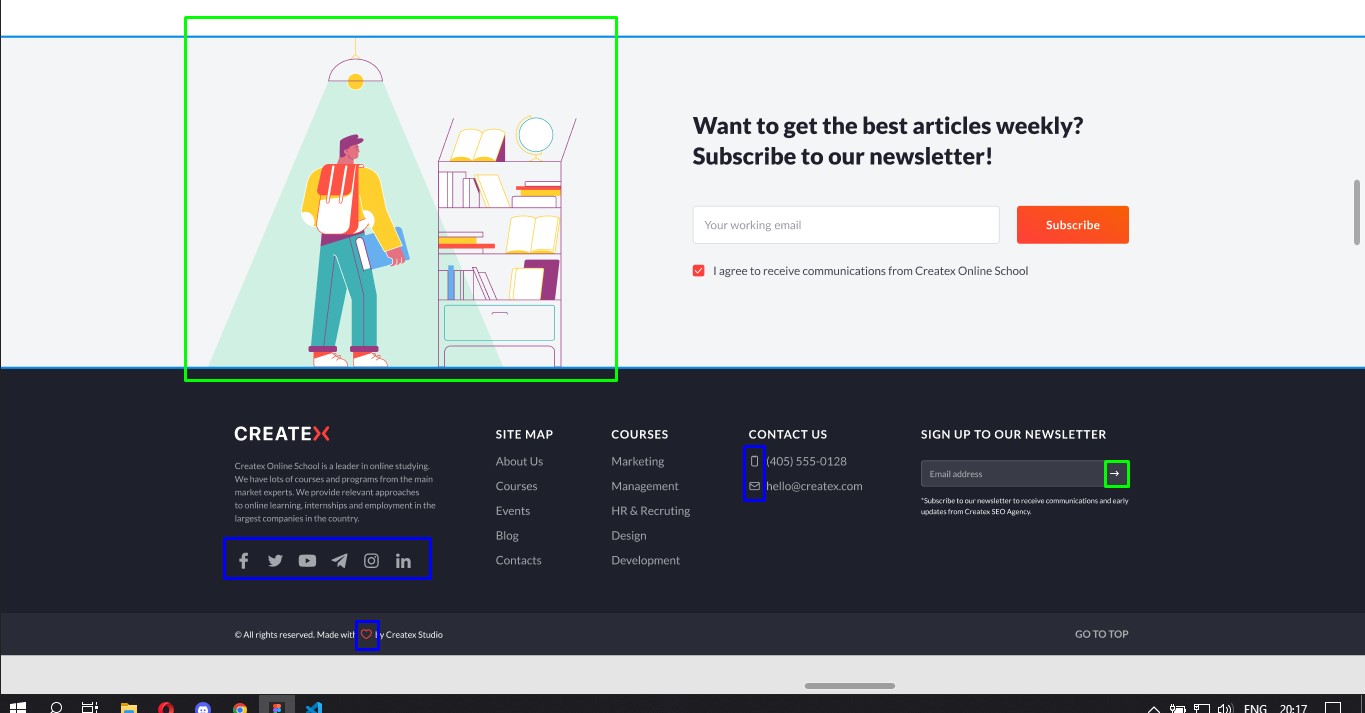 Want to get the best articles weekly?
Subscribe to our newsletter!
Your working email
Subscribe
I agree to receive communications from Createx Online School
CREATEX
Createx Online School is a leader in online studying.
We have lots of courses and programs from the main
market experts. We provide relevant approaches
to online learning, internships and employment in the
largest companies in the country.
SITE MAP
About Us
Courses
Events
Blog
Contacts
COURSES
Marketing
Management
HR & Recruting
Design
Development
CONTACT US
(405) 555-0128
hello@createx.com
SIGN UP TO OUR NEWSLETTER
Email address
*Subscribe to our newsletter to receive communications and early
updates from Createx SEO Agency.
© All rights reserved. Made with by Createx Studio
GO TO TOP
ENG 20:17